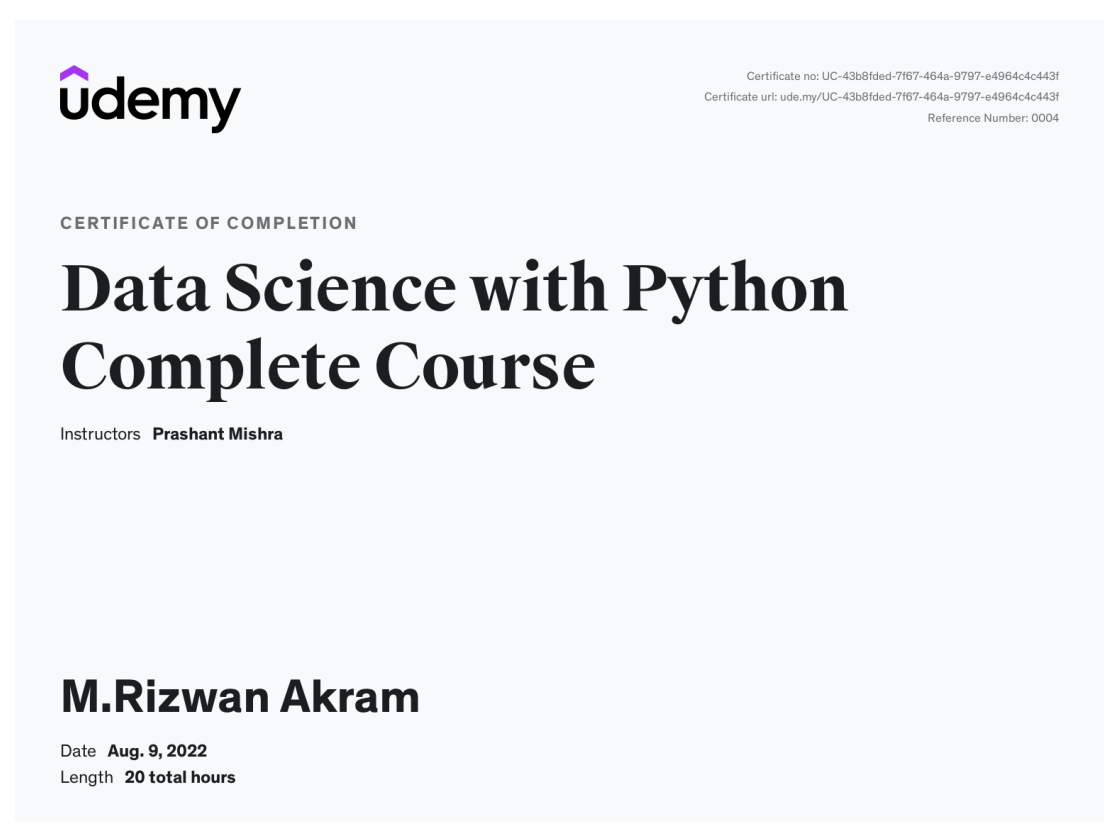 udemy
Certificate no: UC-43b8fded-7f67-464a-9797-e4964c4c443f
Certificate url: ude.my/UC-43b8fded-7f67-464a-9797-e4964c4c443f
Reference Number: 0004
CERTIFICATE OF COMPLETION
Data Science with Python
Complete Course
Instructors Prashant Mishra
M.Rizwan Akram
Date Aug. 9, 2022
Length 20 total hours